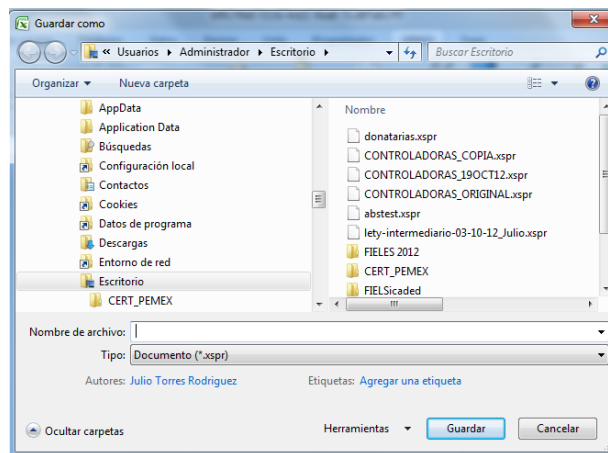 Guardar como
« Usuarios ▸ Administrador ▸ Escritorio ▸
Buscar Escritorio
Organizar
Nueva carpeta
AppData
Application Data
Búsquedas
Configuración local
Contactos
Cookies
Datos de programa
Descargas
Entorno de red
Escritorio
CERT_PEMEX
Nombre
donatarias.xspr
CONTROLADORAS_COPIA.xspr
CONTROLADORAS_19OCT12.xspr
CONTROLADORAS_ORIGINAL.xspr
abstest.xspr
lety-intermediario-03-10-12_Julio.xspr
FIELES 2012
CERT_PEMEX
FIELSicaded
Nombre de archivo:
Tipo: Documento (*.xspr)
Autores: Julio Torres Rodriguez
Etiquetas: Agregar una etiqueta
Ocultar carpetas
Herramientas
Guardar
Cancelar